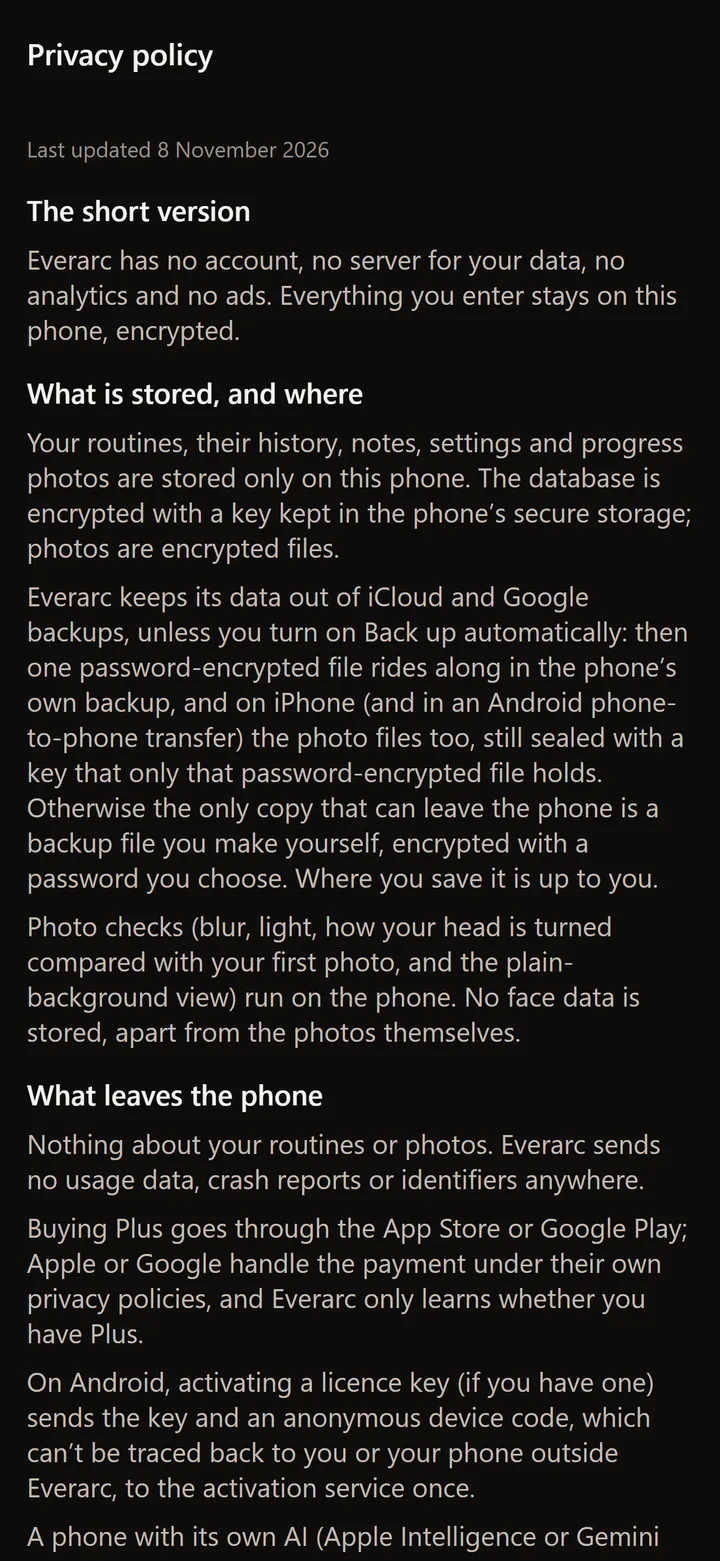 Privacy policy
Last updated 8 November 2026
The short version
Everarc has no account, no server for your data, no
analytics and no ads. Everything you enter stays on this
phone, encrypted.
What is stored, and where
Your routines, their history, notes, settings and progress
photos are stored only on this phone. The database is
encrypted with a key kept in the phone’s secure storage;
photos are encrypted files.
Everarc keeps its data out of iCloud and Google
backups, unless you turn on Back up automatically: then
one password-encrypted file rides along in the phone’s
own backup, and on iPhone (and in an Android phone-
to-phone transfer) the photo files too, still sealed with a
key that only that password-encrypted file holds.
Otherwise the only copy that can leave the phone is a
backup file you make yourself, encrypted with a
password you choose. Where you save it is up to you.
Photo checks (blur, light, how your head is turned
compared with your first photo, and the plain-
background view) run on the phone. No face data is
stored, apart from the photos themselves.
What leaves the phone
Nothing about your routines or photos. Everarc sends
no usage data, crash reports or identifiers anywhere.
Buying Plus goes through the App Store or Google Play;
Apple or Google handle the payment under their own
privacy policies, and Everarc only learns whether you
have Plus.
On Android, activating a licence key (if you have one)
sends the key and an anonymous device code, which
can’t be traced back to you or your phone outside
Everarc, to the activation service once.
A phone with its own AI (Apple Intelligence or Gemini